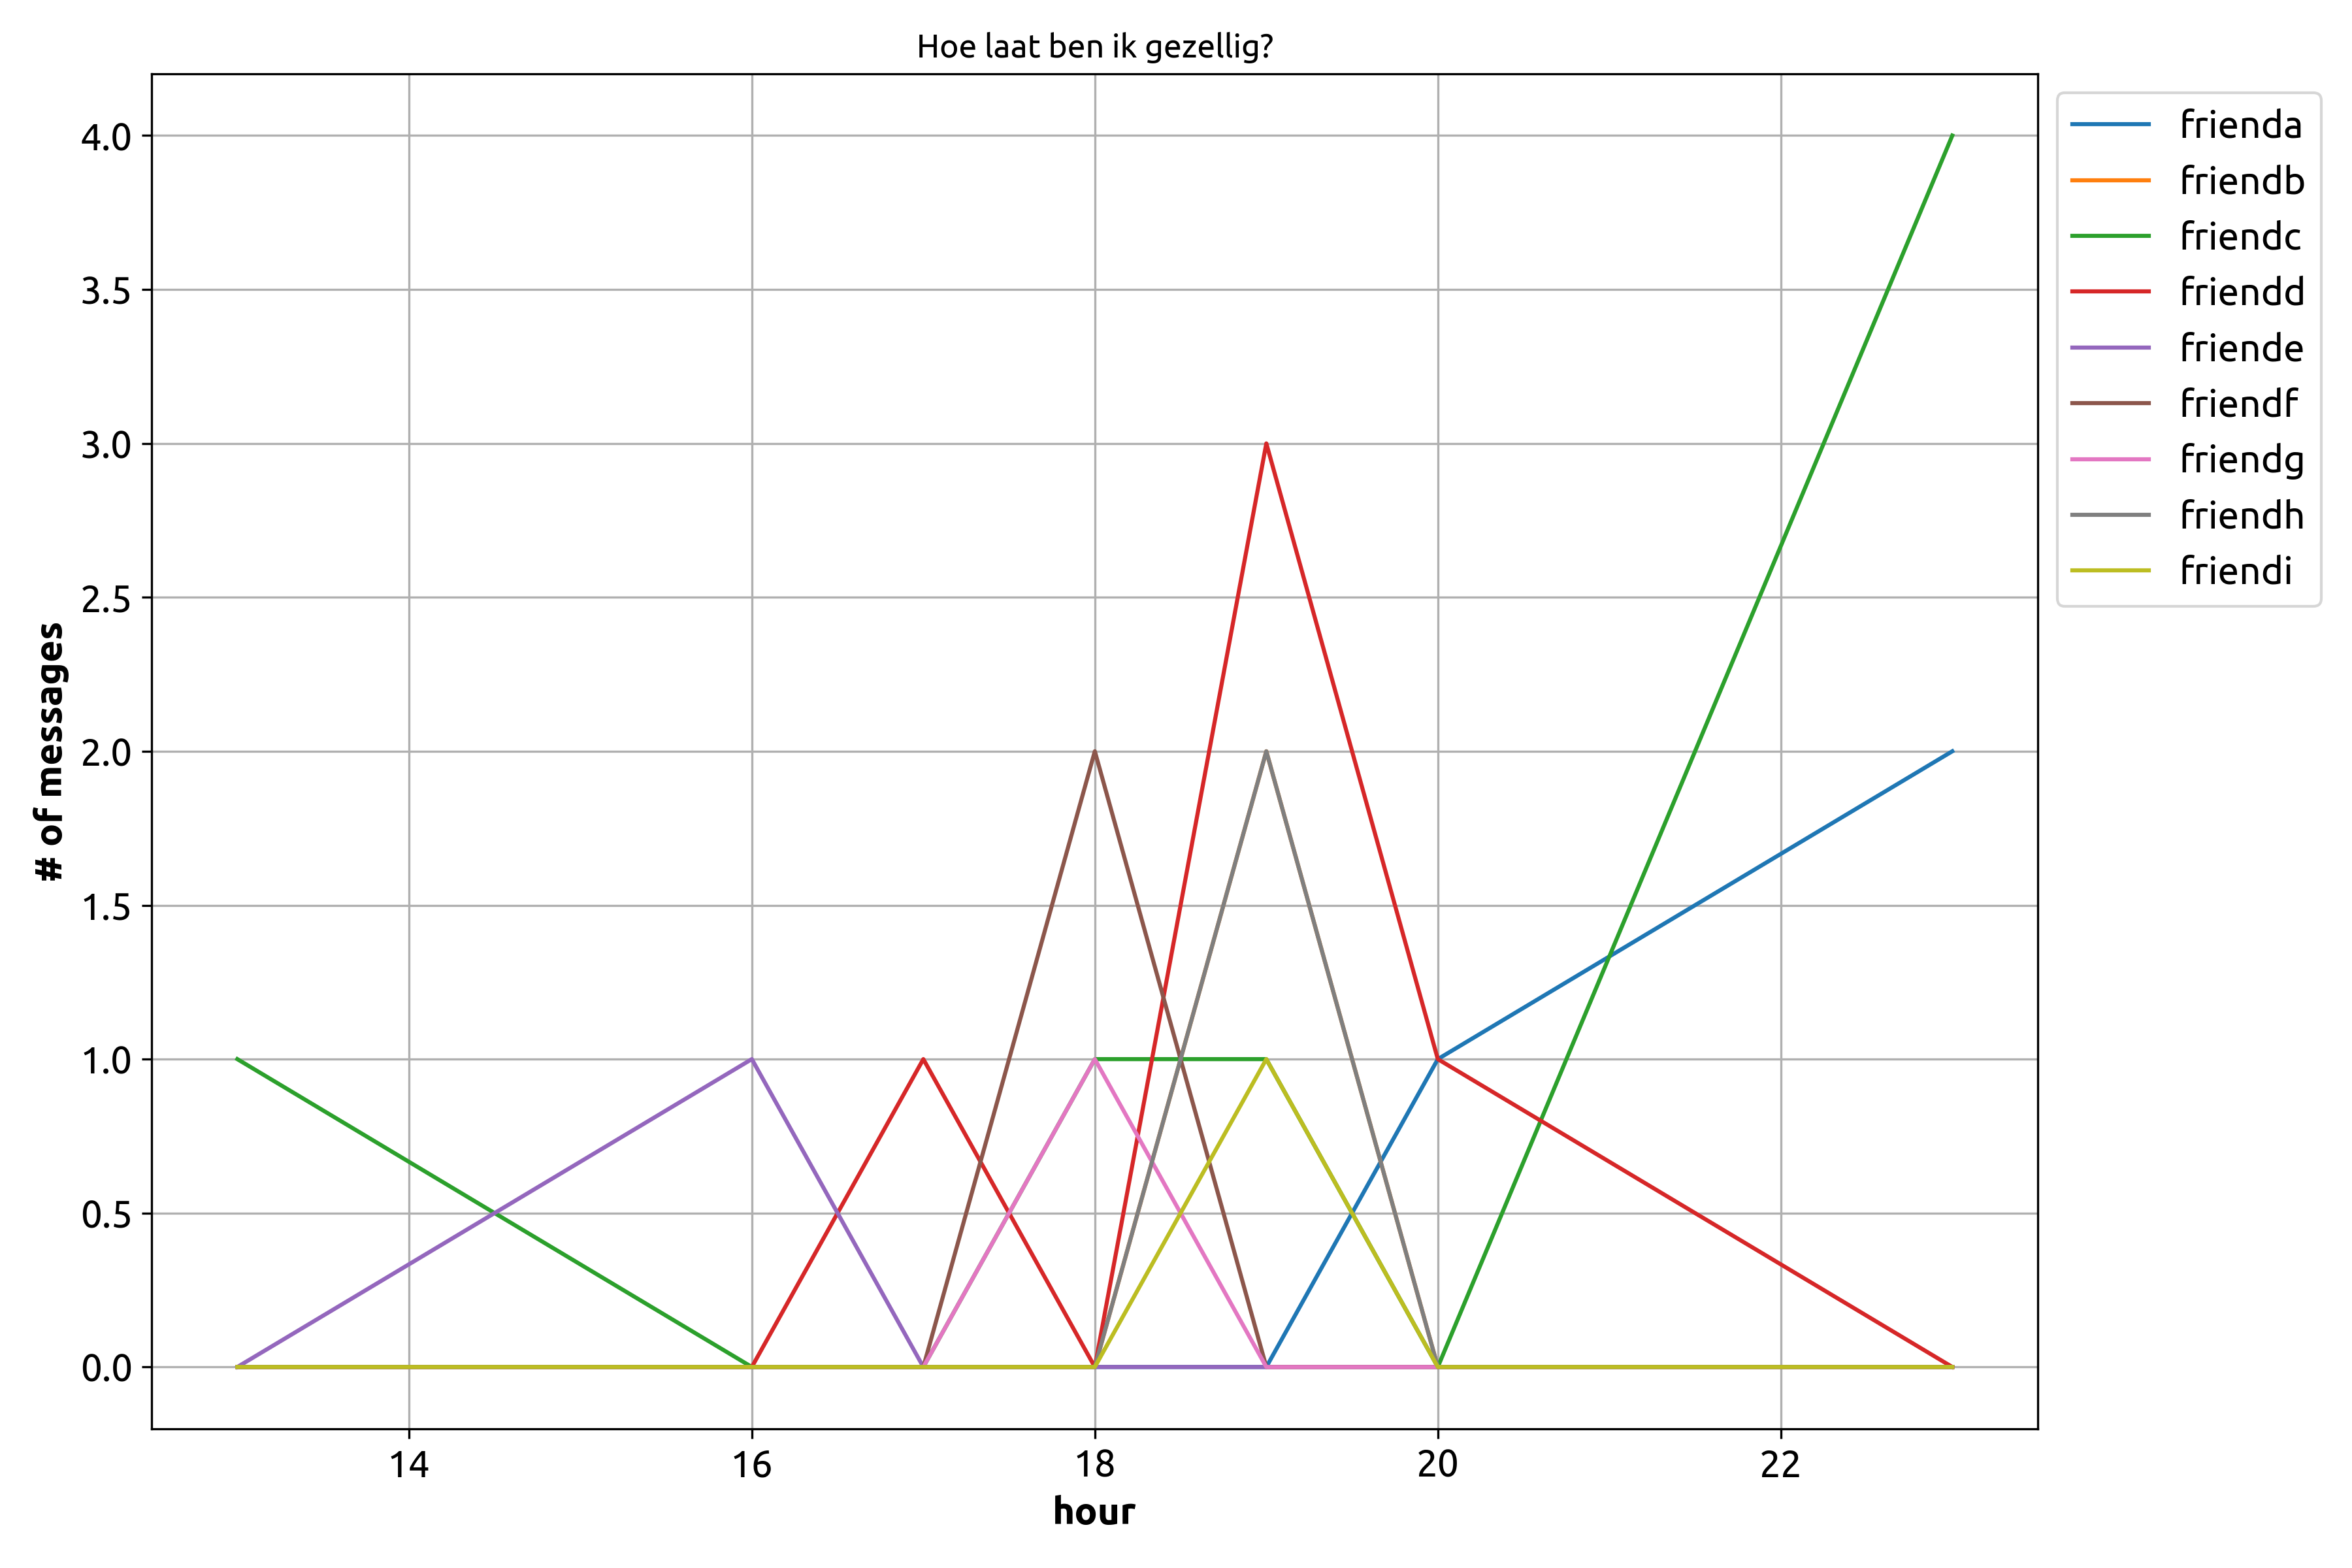 Hoe laat ben ik gezellig?
4.0
3.5
3.0
2.5
2.0
1.5
1.0
0.5
0.0
# of messages
14 16 18 20 22
hour
frienda
friendb
friendc
friendd
friende
friendf
friendg
friendh
friendi